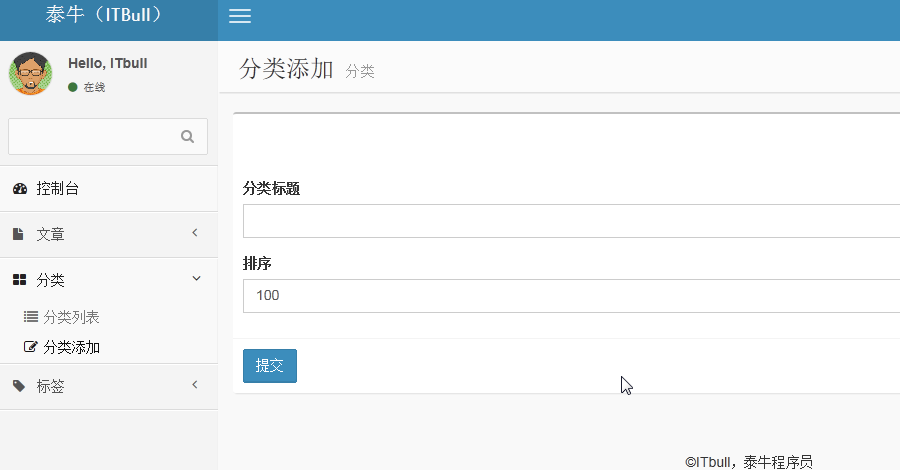 泰牛（ITBull）
Hello, ITbull
在线
控制台
文章
分类
分类列表
分类添加
标签
分类添加 分类
分类标题
排序
100
提交
©ITbull，泰牛程序员